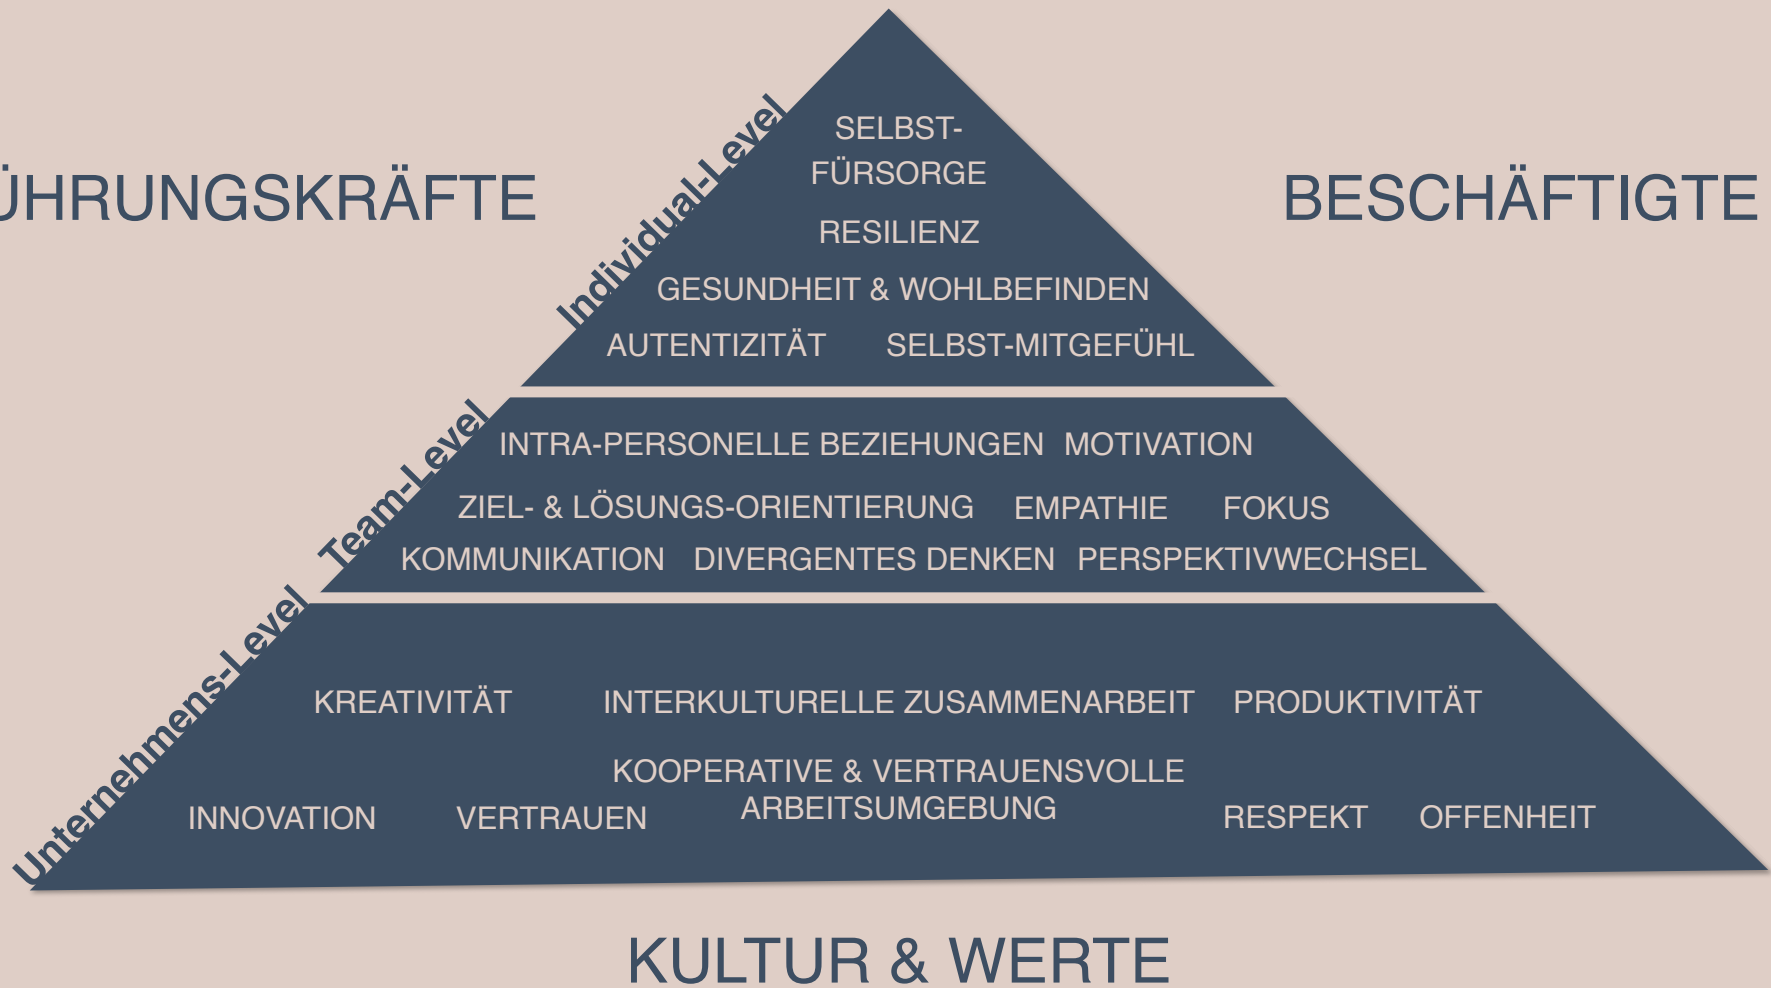 ÜHRUNGSKRÄFTE
BESCHÄFTIGTE
Individual-Level
SELBST-
FÜRSORGE
RESILIENZ
GESUNDHEIT & WOHLBEFINDEN
AUTENTIZITÄT SELBST-MITGEFÜHL
Team-Level
INTRA-PERSONELLE BEZIEHUNGEN MOTIVATION
ZIEL- & LÖSUNGS-ORIENTIERUNG EMPATHIE FOKUS
KOMMUNIKATION DIVERGENTES DENKEN PERSPEKTIVWECHSEL
Unternehmens-Level
KREATIVITÄT INTERKULTURELLE ZUSAMMENARBEIT PRODUKTIVITÄT
KOOPERATIVE & VERTRAUENSVOLLE
ARBEITSUMGEBUNG
INNOVATION VERTRAUEN RESPEKT OFFENHEIT
KULTUR & WERTE